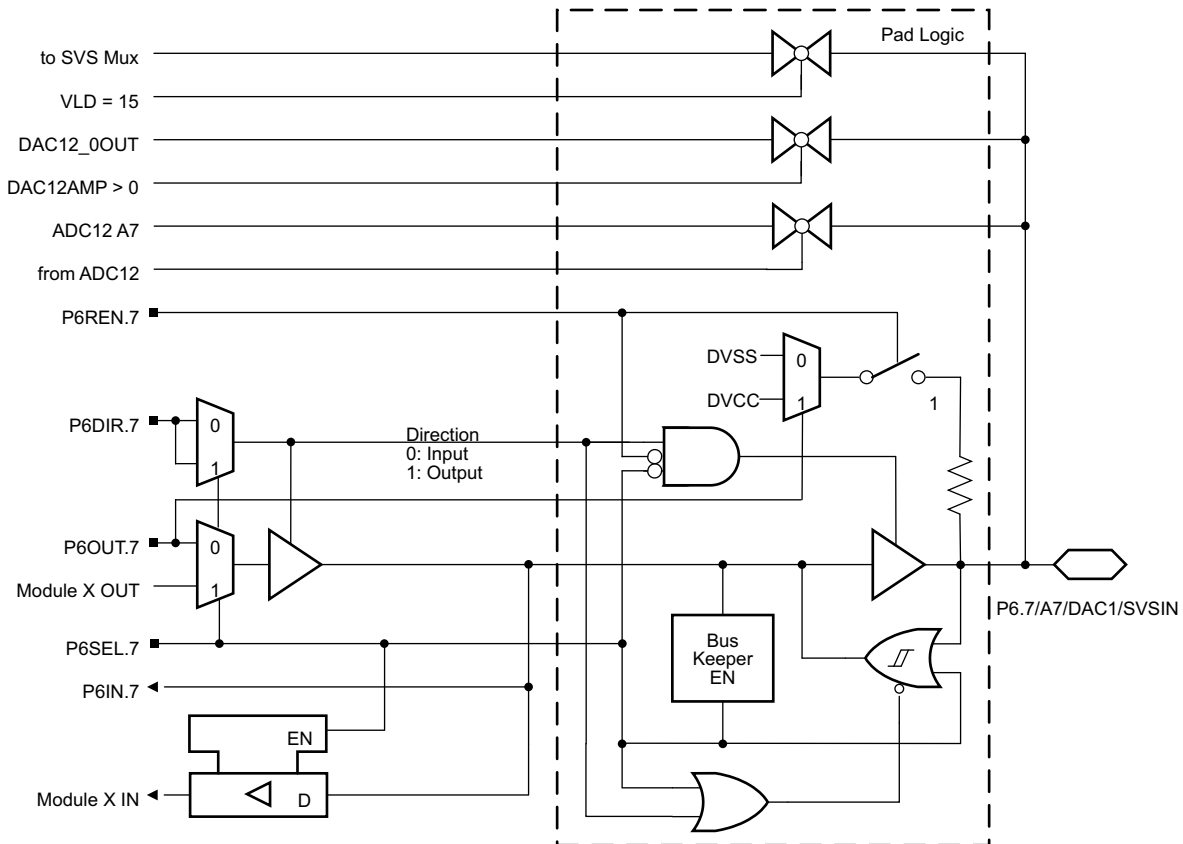 Pad Logic
to SVS Mux
VLD = 15
DAC12_0OUT
DAC12AMP > 0
ADC12 A7
from ADC12
P6REN.7
DVSS
0
DVCC
1
1
P6DIR.7
0
1
Direction
0: Input
1: Output
P6OUT.7
0
Module X OUT
1
P6.7/A7/DAC1/SVSIN
P6SEL.7
Bus
Keeper
EN
P6IN.7
EN
Module X IN
D